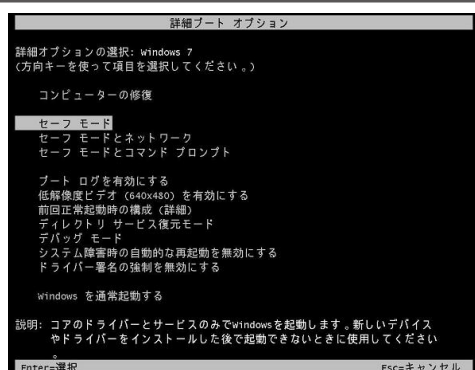 詳細ブート オプション
詳細オプションの選択: Windows 7
(方向キーを使って項目を選択してください。)
コンピューターの修復
セーフ モード
セーフ モードとネットワーク
セーフ モードとコマンド プロンプト
ブート ログを有効にする
低解像度ビデオ (640x480) を有効にする
前回正常起動時の構成 (詳細)
ディレクトリ サービス復元モード
デバッグ モード
システム障害時の自動的な再起動を無効にする
ドライバー署名の強制を無効にする
Windows を通常起動する
説明: コアのドライバーとサービスのみでWindowsを起動します。新しいデバイス
やドライバーをインストールした後で起動できないときに使用してください
。
Enter=選択 Esc=キャンセル